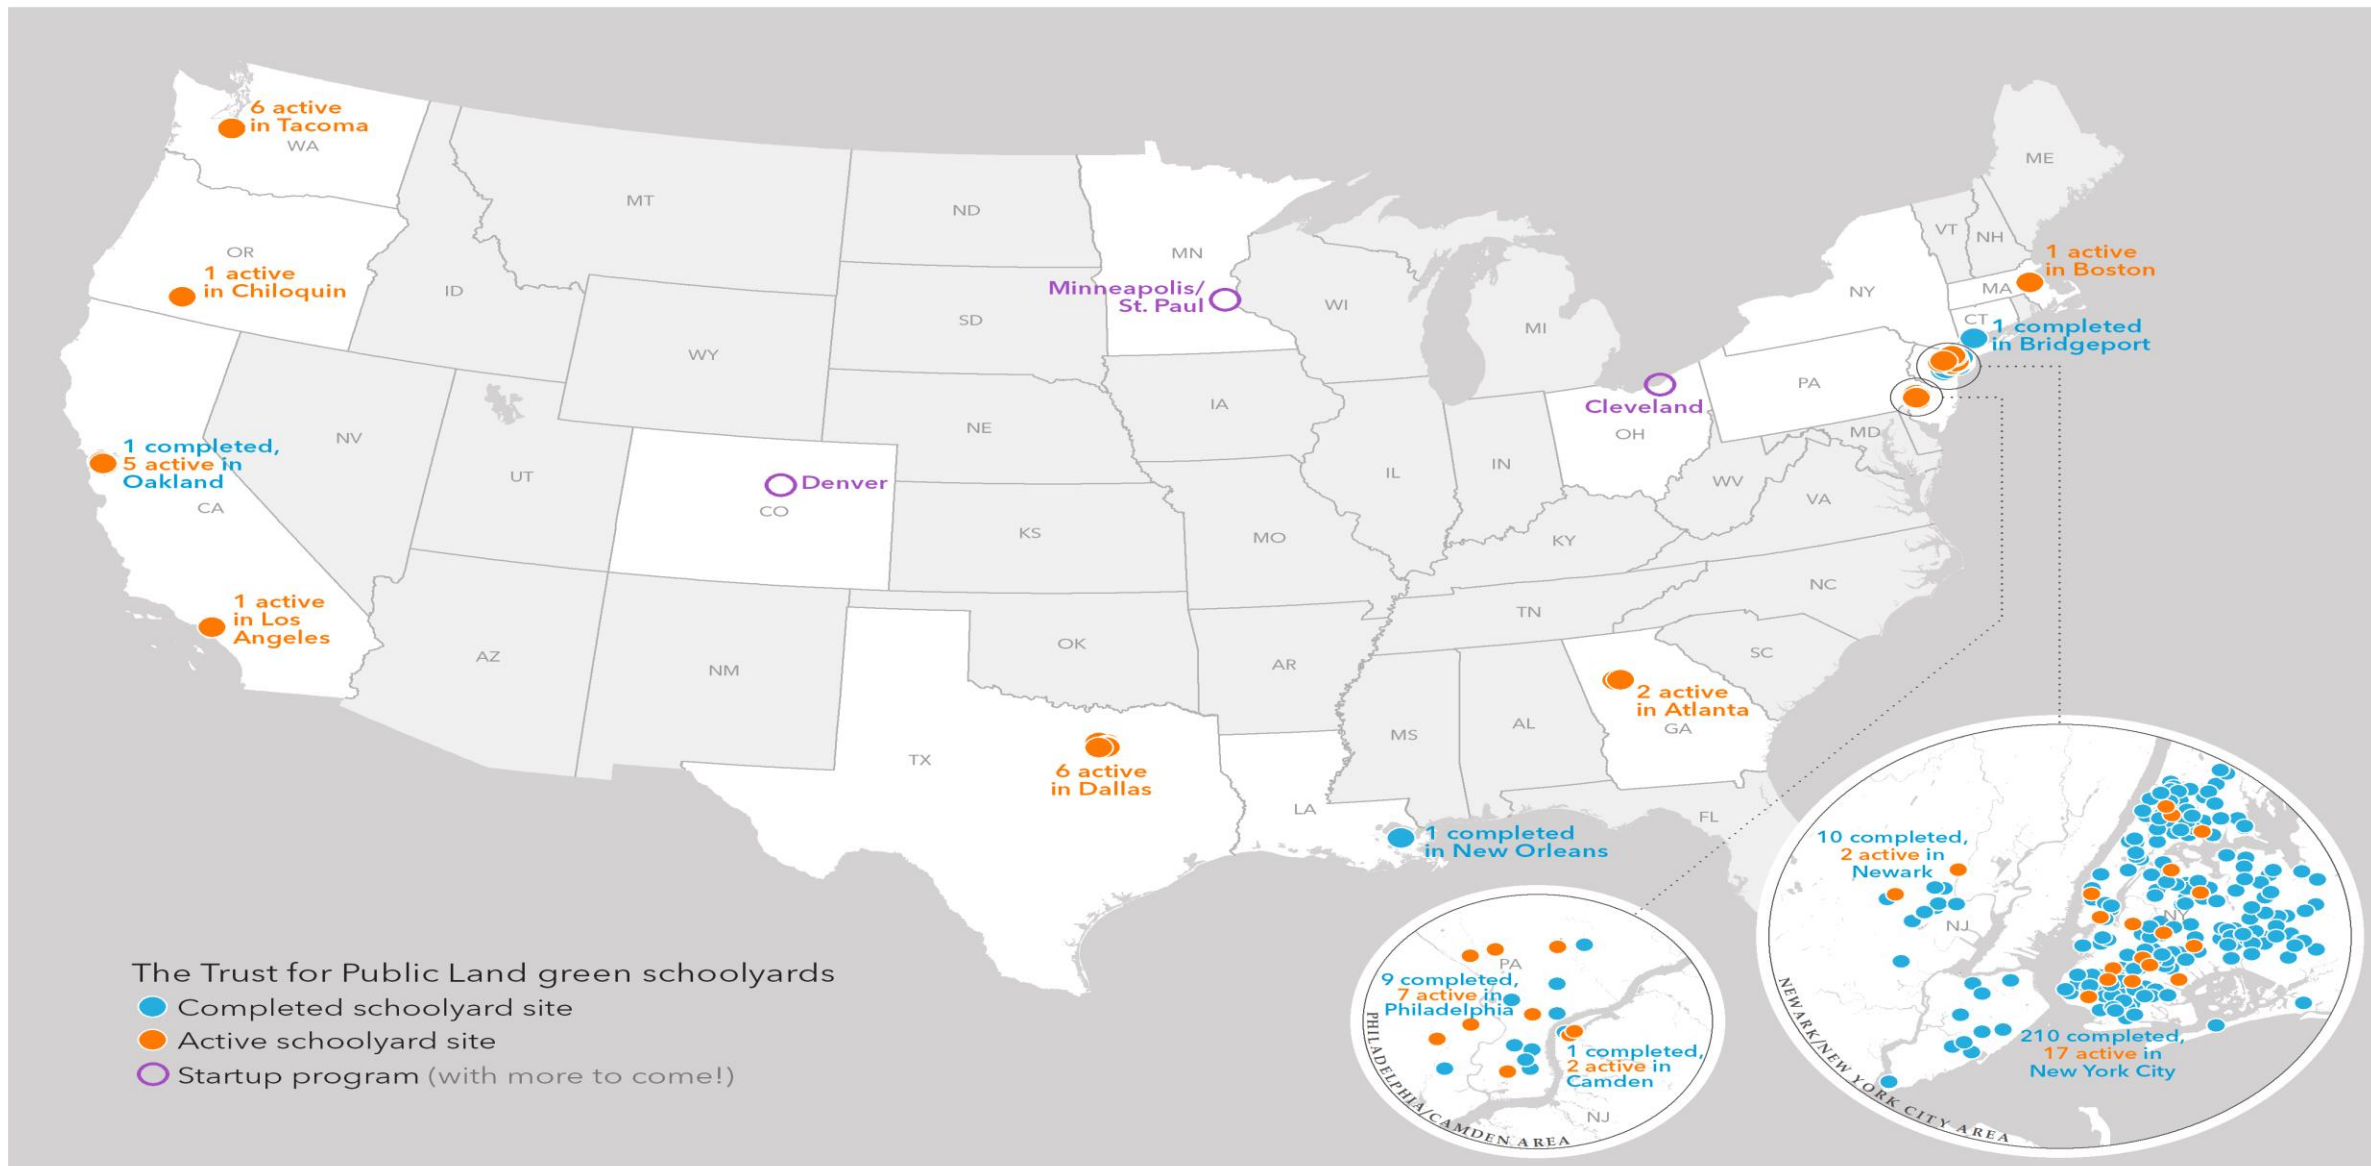 6 active
in Tacoma
WA
MT
ND
MN
ME
VT
NH
OR
1 active
in Chiloquin
ID
Minneapolis/
St. Paul
SD
WI
MI
NY
1 active
in Boston
MA
CT
1 completed
in Bridgeport
WY
IA
PA
Cleveland
OH
MD
NV
NE
1 completed,
5 active in
Oakland
CA
UT
Denver
CO
IL
IN
WV
VA
KS
MO
KY
NC
1 active
in Los
Angeles
AZ
NM
OK
AR
TN
SC
2 active
in Atlanta
GA
MS
AL
TX
6 active
in Dallas
LA
FL
1 completed
in New Orleans
10 completed,
2 active in
Newark
NJ
NY
210 completed,
17 active in
New York City
NEWARK/NEW YORK CITY AREA
PA
9 completed,
7 active in
Philadelphia
1 completed,
2 active in
Camden
NJ
PHILADELPHIA/CAMDEN AREA
The Trust for Public Land green schoolyards
Completed schoolyard site
Active schoolyard site
Startup program (with more to come!)